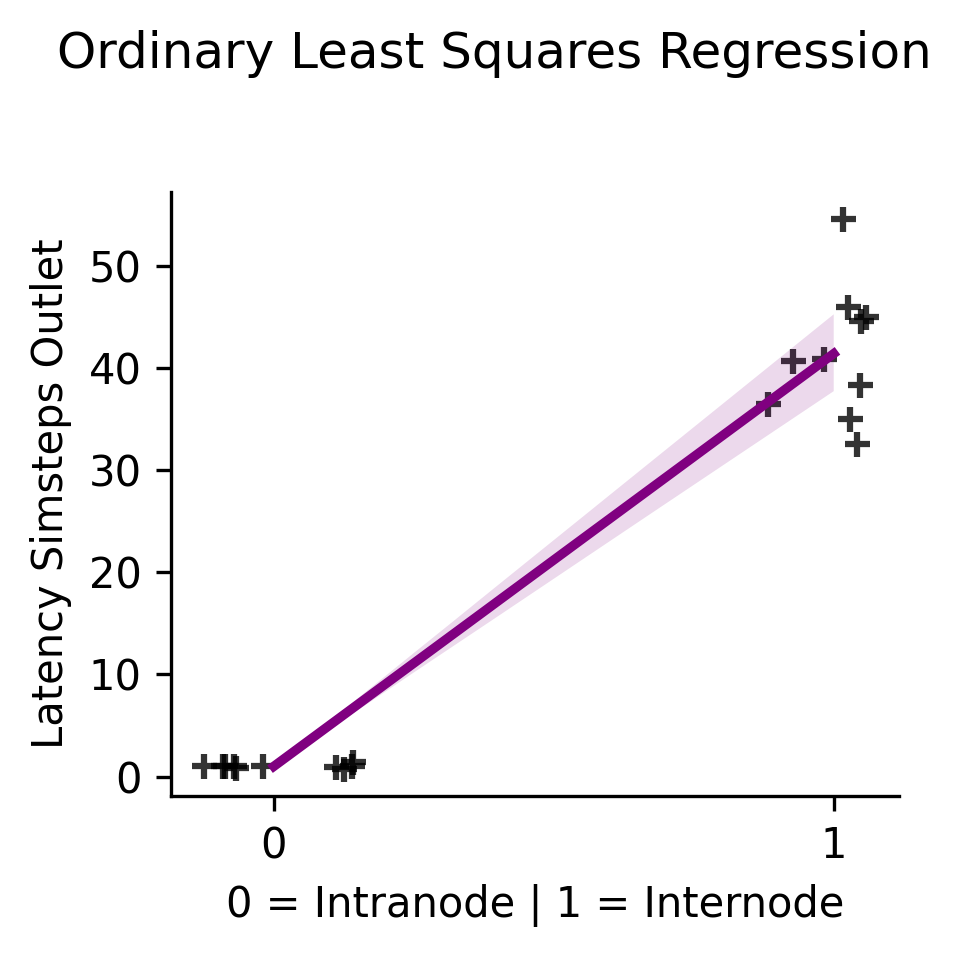 Ordinary Least Squares Regression
Latency Simsteps Outlet
50
40
30
20
10
0
0 1
0 = Intranode | 1 = Internode